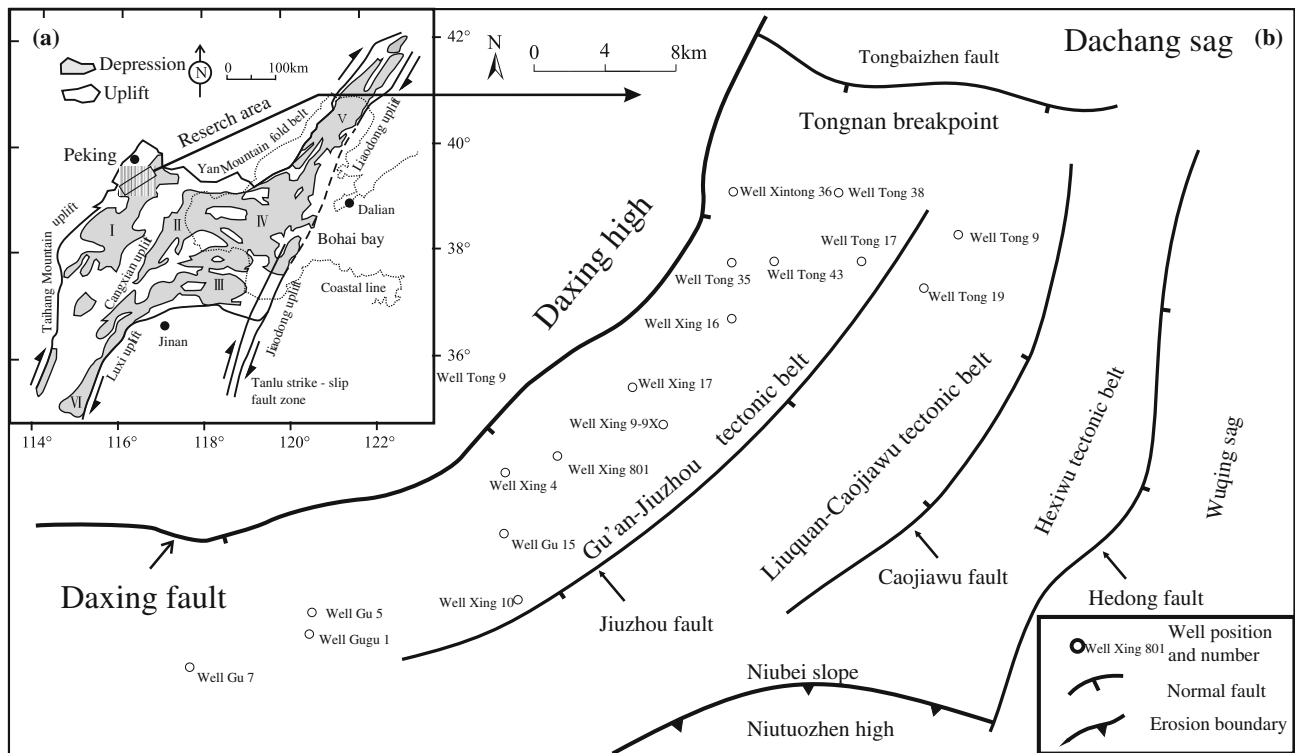 (a)
Depression
Uplift
N
0 100km
Reserch area
Peking
Yan Mountain fold belt
Liaodong uplift
Taihang Mountain uplift
Cangxian uplift
I
II
III
IV
V
VI
Dalian
Bohai bay
Coastal line
Jinan
Luxi uplift
Jiaodong uplift
Tanlu strike - slip
fault zone
42°
40°
38°
36°
114°
116°
118°
120°
122°
(b)
N
0 4 8km
Dachang sag
Tongbaizhen fault
Tongnan breakpoint
Daxing high
Well Xintong 36
Well Tong 38
Well Tong 17
Well Tong 9
Well Tong 35
Well Tong 43
Well Tong 19
Well Xing 16
Well Tong 9
Well Xing 17
Well Xing 9-9X
Well Xing 801
Well Xing 4
Well Gu 15
Well Xing 10
Well Gu 5
Well Gugu 1
Well Gu 7
Daxing fault
Gu'an-Jiuzhou tectonic belt
Liuquan-Caojiawu tectonic belt
Hexiwu tectonic belt
Wuqing sag
Jiuzhou fault
Caojiawu fault
Hedong fault
Niubei slope
Niutuozhen high
Well Xing 801
Well position
and number
Normal fault
Erosion boundary